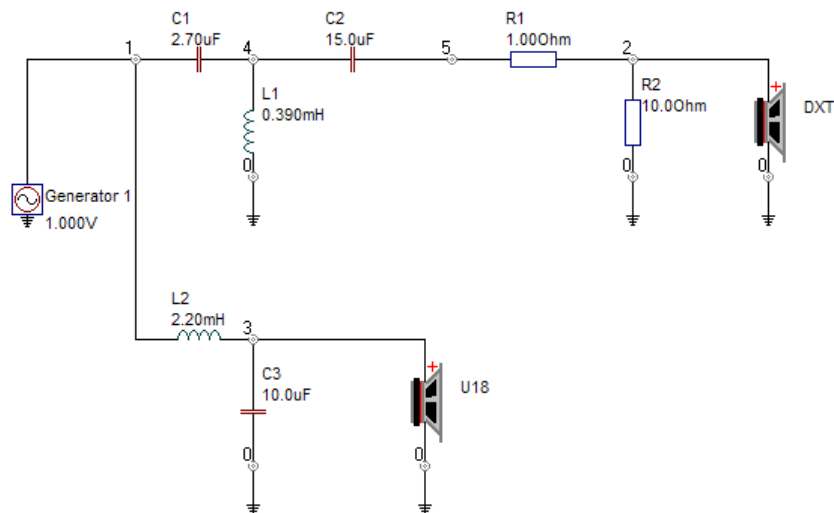 C1
2.70uF
C2
15.0uF
R1
1.00Ohm
1
4
5
2
L1
0.390mH
R2
10.0Ohm
+
DXT
0
0
0
Generator 1
1.000V
L2
2.20mH
3
C3
10.0uF
+
U18
0
0